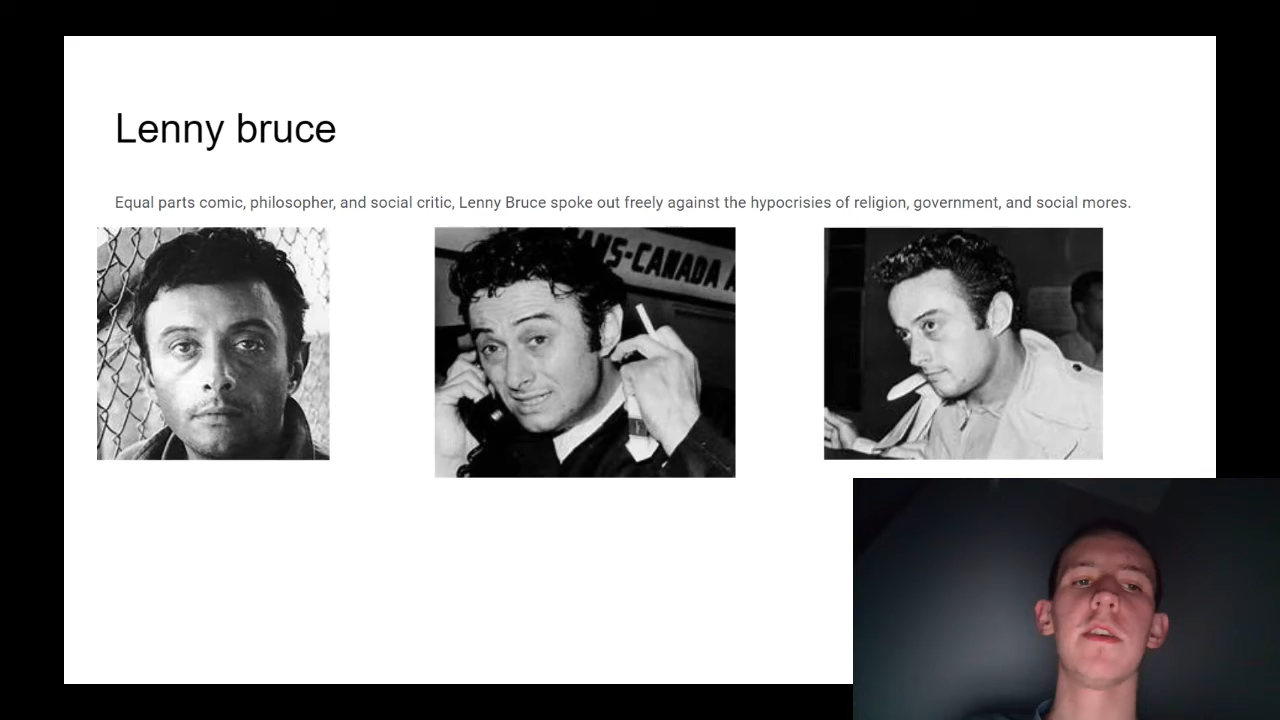 Lenny bruce
Equal parts comic, philosopher, and social critic, Lenny Bruce spoke out freely against the hypocrisies of religion, government, and social mores.
NS-CANADA A